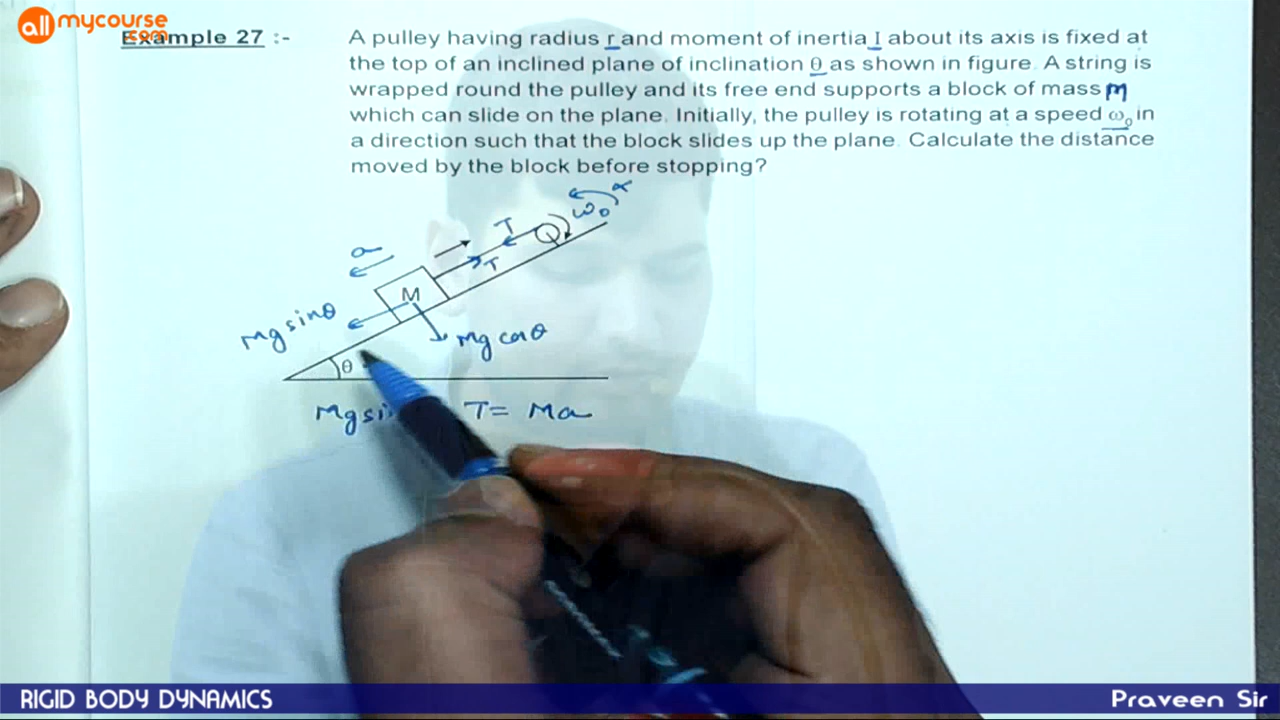 all mycourse
.com
Example 27 :-
A pulley having radius r and moment of inertia I about its axis is fixed at
the top of an inclined plane of inclination θ as shown in figure. A string is
wrapped round the pulley and its free end supports a block of mass M
which can slide on the plane. Initially, the pulley is rotating at a speed ω₀ in
a direction such that the block slides up the plane. Calculate the distance
moved by the block before stopping?
α
ω₀
T
T
a
M
Mg sinθ
Mg cosθ
θ
T = Ma
RIGID BODY DYNAMICS
Praveen Sir